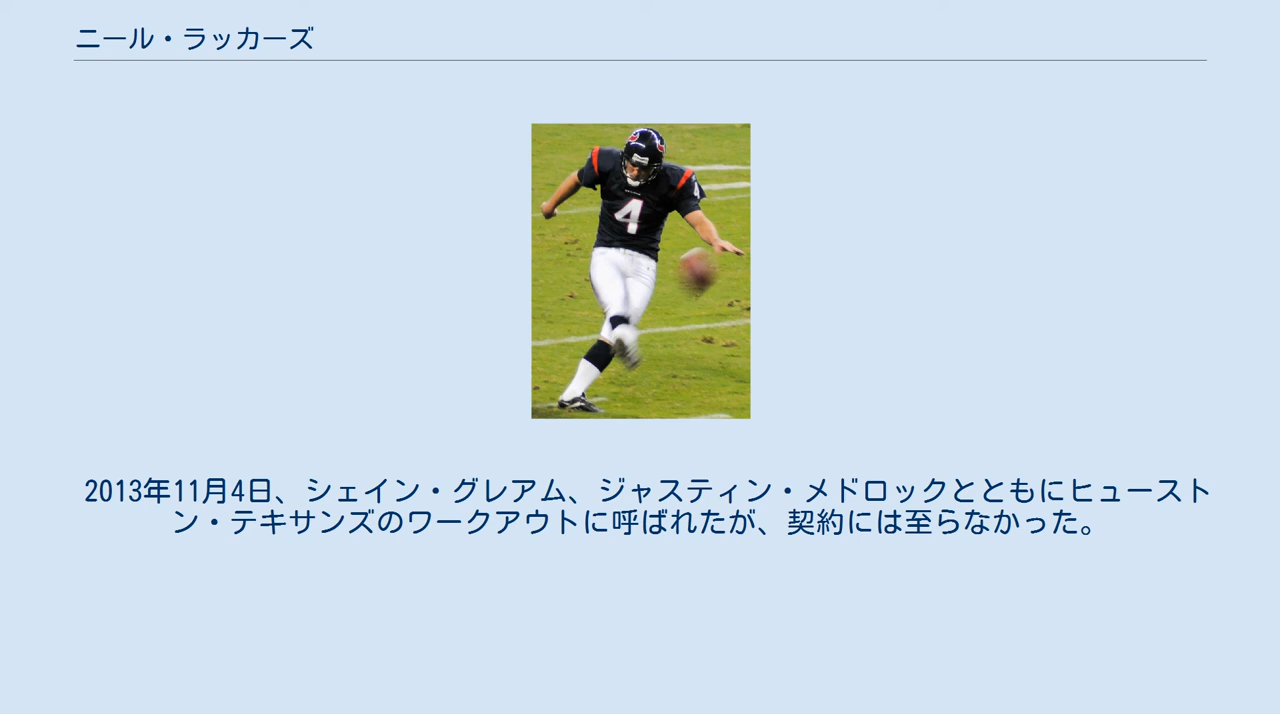 ニール・ラッカーズ
4
4
2013年11月4日、シェイン・グレアム、ジャスティン・メドロックとともにヒュースト
ン・テキサンズのワークアウトに呼ばれたが、契約には至らなかった。